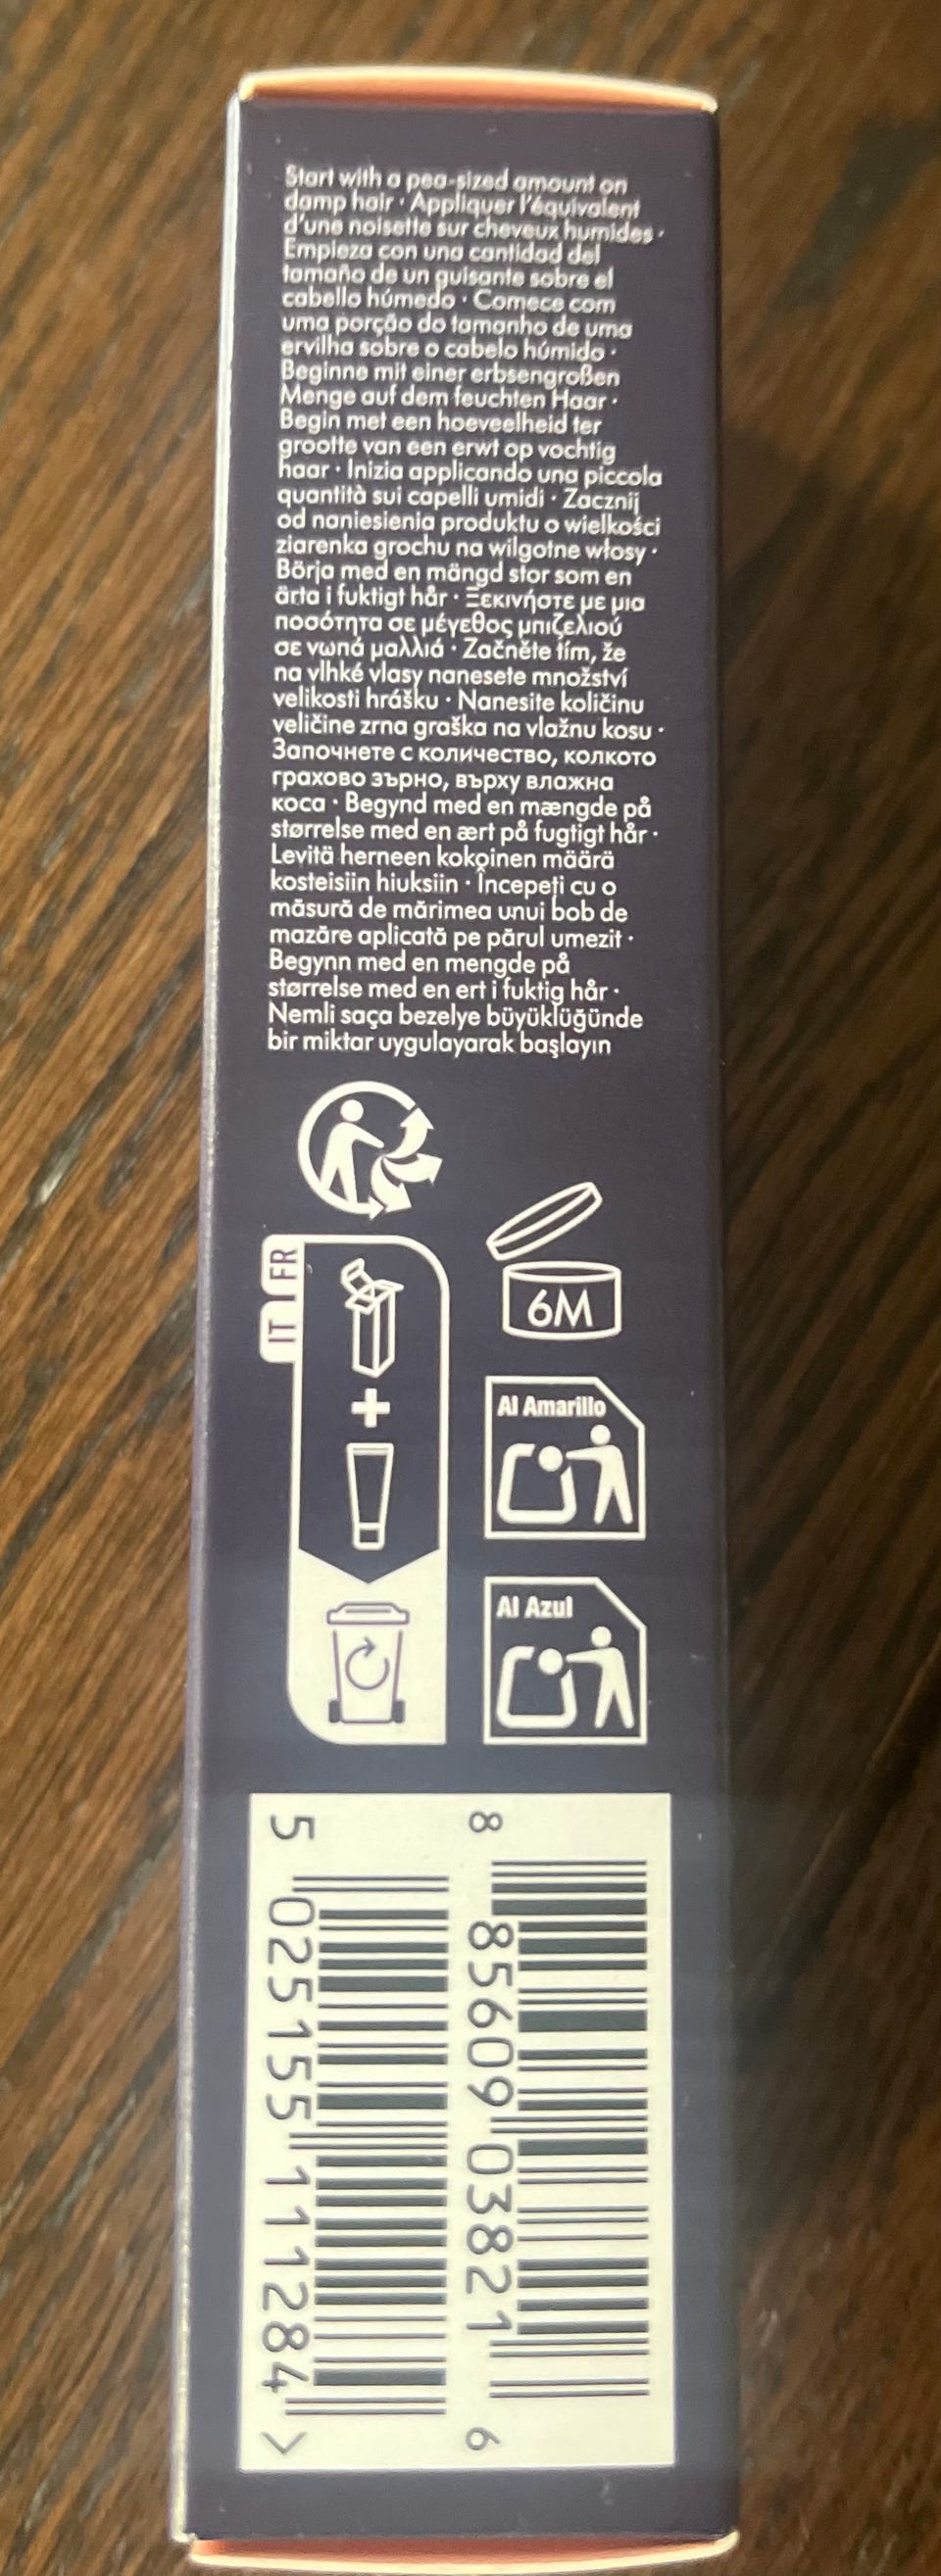 Start with a pea-sized amount on
damp hair · Appliquer l'équivalent
d'une noisette sur cheveux humides ·
Empieza con una cantidad del
tamaño de un guisante sobre el
cabello húmedo · Comece com
uma porção do tamanho de uma
ervilha sobre o cabelo húmido ·
Beginne mit einer erbsengroßen
Menge auf dem feuchten Haar ·
Begin met een hoeveelheid ter
grootte van een erwt op vochtig
haar · Inizia applicando una piccola
quantità sui capelli umidi · Zacznij
od naniesienia produktu o wielkości
ziarenka grochu na wilgotne włosy ·
Börja med en mängd stor som en
ärta i fuktigt hår · Ξεκινήστε με μια
ποσότητα σε μέγεθος μπιζελιού
σε νωπά μαλλιά · Začněte tím, že
na vlhké vlasy nanesete množství
velikosti hrášku · Nanesite količinu
veličine zrna graška na vlažnu kosu ·
Започнете с количество, колкото
грахово зърно, върху влажна
коса · Begynd med en mængde på
størrelse med en ært på fugtigt hår ·
Levitä herneen kokoinen määrä
kosteisiin hiuksiin · Începeți cu o
măsură de mărimea unui bob de
mazăre aplicată pe părul umezit ·
Begynn med en mengde på
størrelse med en ert i fuktig hår ·
Nemli saça bezelye büyüklüğünde
bir miktar uygulayarak başlayın
FR
IT
6M
Al Amarillo
Al Azul
8 85609 03821 6
5 025155 111284 >